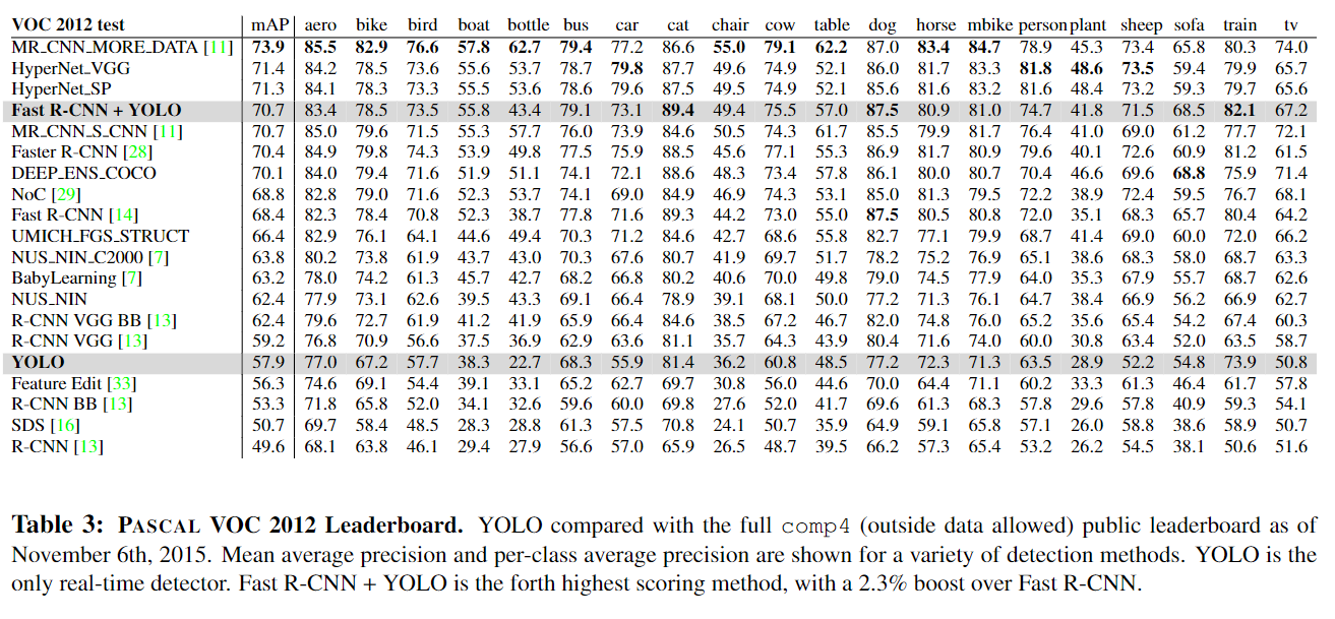 VOC 2012 test mAP aero bike bird boat bottle bus car cat chair cow table dog horse mbike person plant sheep sofa train tv
MR_CNN_MORE_DATA [11] 73.9 85.5 82.9 76.6 57.8 62.7 79.4 77.2 86.6 55.0 79.1 62.2 87.0 83.4 84.7 78.9 45.3 73.4 65.8 80.3 74.0
HyperNet_VGG 71.4 84.2 78.5 73.6 55.6 53.7 78.7 79.8 87.7 49.6 74.9 52.1 86.0 81.7 83.3 81.8 48.6 73.5 59.4 79.9 65.7
HyperNet_SP 71.3 84.1 78.3 73.3 55.5 53.6 78.6 79.6 87.5 49.5 74.9 52.1 85.6 81.6 83.2 81.6 48.4 73.2 59.3 79.7 65.6
Fast R-CNN + YOLO 70.7 83.4 78.5 73.5 55.8 43.4 79.1 73.1 89.4 49.4 75.5 57.0 87.5 80.9 81.0 74.7 41.8 71.5 68.5 82.1 67.2
MR_CNN_S_CNN [11] 70.7 85.0 79.6 71.5 55.3 57.7 76.0 73.9 84.6 50.5 74.3 61.7 85.5 79.9 81.7 76.4 41.0 69.0 61.2 77.7 72.1
Faster R-CNN [28] 70.4 84.9 79.8 74.3 53.9 49.8 77.5 75.9 88.5 45.6 77.1 55.3 86.9 81.7 80.9 79.6 40.1 72.6 60.9 81.2 61.5
DEEP_ENS_COCO 70.1 84.0 79.4 71.6 51.9 51.1 74.1 72.1 88.6 48.3 73.4 57.8 86.1 80.0 80.7 70.4 46.6 69.6 68.8 75.9 71.4
NoC [29] 68.8 82.8 79.0 71.6 52.3 53.7 74.1 69.0 84.9 46.9 74.3 53.1 85.0 81.3 79.5 72.2 38.9 72.4 59.5 76.7 68.1
Fast R-CNN [14] 68.4 82.3 78.4 70.8 52.3 38.7 77.8 71.6 89.3 44.2 73.0 55.0 87.5 80.5 80.8 72.0 35.1 68.3 65.7 80.4 64.2
UMICH_FGS_STRUCT 66.4 82.9 76.1 64.1 44.6 49.4 70.3 71.2 84.6 42.7 68.6 55.8 82.7 77.1 79.9 68.7 41.4 69.0 60.0 72.0 66.2
NUS_NIN_C2000 [7] 63.8 80.2 73.8 61.9 43.7 43.0 70.3 67.6 80.7 41.9 69.7 51.7 78.2 75.2 76.9 65.1 38.6 68.3 58.0 68.7 63.3
BabyLearning [7] 63.2 78.0 74.2 61.3 45.7 42.7 68.2 66.8 80.2 40.6 70.0 49.8 79.0 74.5 77.9 64.0 35.3 67.9 55.7 68.7 62.6
NUS_NIN 62.4 77.9 73.1 62.6 39.5 43.3 69.1 66.4 78.9 39.1 68.1 50.0 77.2 71.3 76.1 64.7 38.4 66.9 56.2 66.9 62.7
R-CNN VGG BB [13] 62.4 79.6 72.7 61.9 41.2 41.9 65.9 66.4 84.6 38.5 67.2 46.7 82.0 74.8 76.0 65.2 35.6 65.4 54.2 67.4 60.3
R-CNN VGG [13] 59.2 76.8 70.9 56.6 37.5 36.9 62.9 63.6 81.1 35.7 64.3 43.9 80.4 71.6 74.0 60.0 30.8 63.4 52.0 63.5 58.7
YOLO 57.9 77.0 67.2 57.7 38.3 22.7 68.3 55.9 81.4 36.2 60.8 48.5 77.2 72.3 71.3 63.5 28.9 52.2 54.8 73.9 50.8
Feature Edit [33] 56.3 74.6 69.1 54.4 39.1 33.1 65.2 62.7 69.7 30.8 56.0 44.6 70.0 64.4 71.1 60.2 33.3 61.3 46.4 61.7 57.8
R-CNN BB [13] 53.3 71.8 65.8 52.0 34.1 32.6 59.6 60.0 69.8 27.6 52.0 41.7 69.6 61.3 68.3 57.8 29.6 57.8 40.9 59.3 54.1
SDS [16] 50.7 69.7 58.4 48.5 28.3 28.8 61.3 57.5 70.8 24.1 50.7 35.9 64.9 59.1 65.8 57.1 26.0 58.8 38.6 58.9 50.7
R-CNN [13] 49.6 68.1 63.8 46.1 29.4 27.9 56.6 57.0 65.9 26.5 48.7 39.5 66.2 57.3 65.4 53.2 26.2 54.5 38.1 50.6 51.6
Table 3: PASCAL VOC 2012 Leaderboard. YOLO compared with the full comp4 (outside data allowed) public leaderboard as of
November 6th, 2015. Mean average precision and per-class average precision are shown for a variety of detection methods. YOLO is the
only real-time detector. Fast R-CNN + YOLO is the forth highest scoring method, with a 2.3% boost over Fast R-CNN.